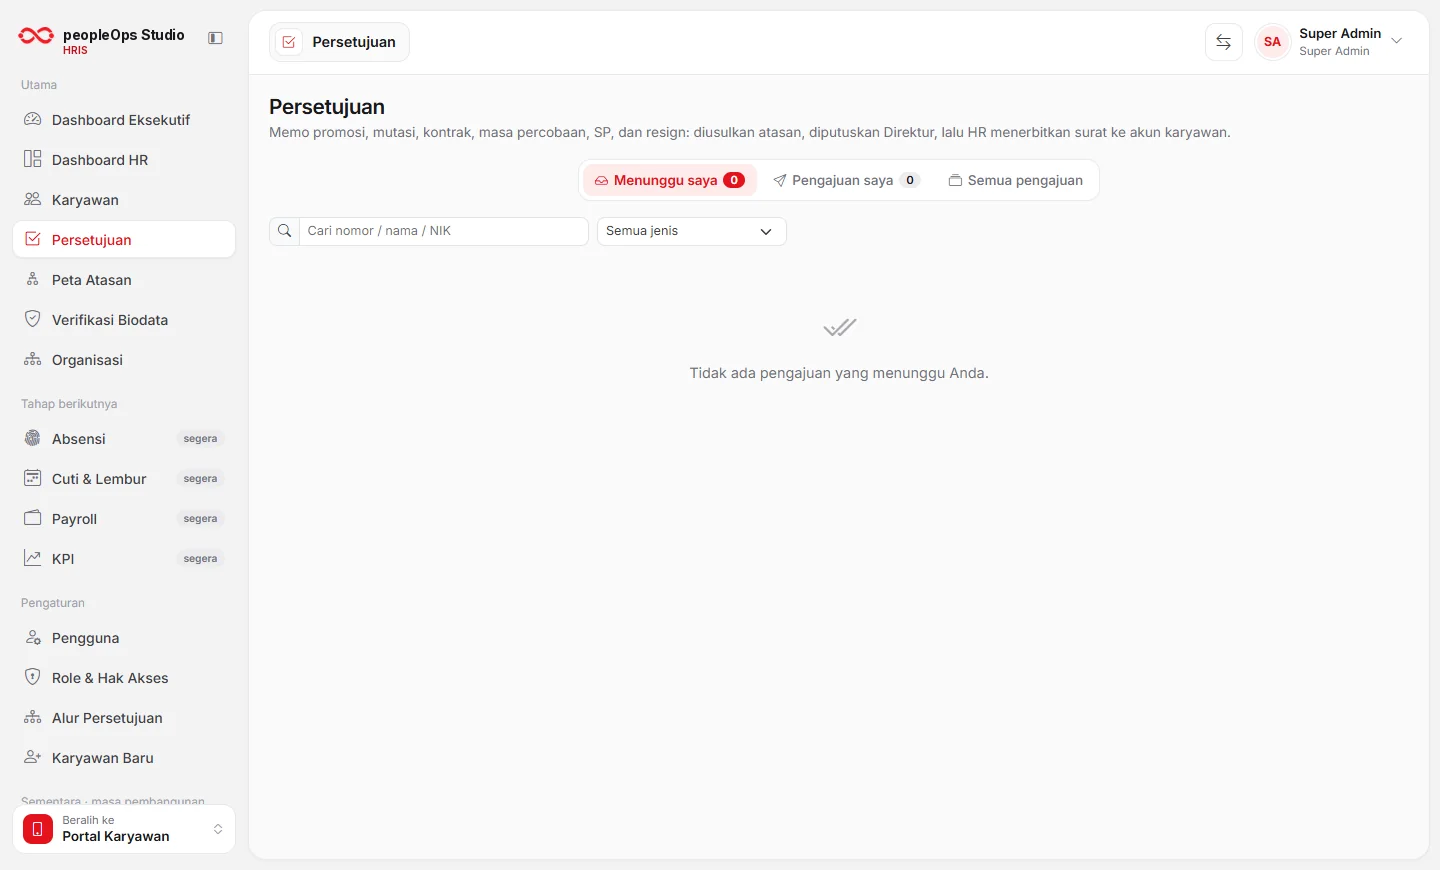 peopleOps Studio
HRIS
Utama
Dashboard Eksekutif
Dashboard HR
Karyawan
Persetujuan
Peta Atasan
Verifikasi Biodata
Organisasi
Tahap berikutnya
Absensi segera
Cuti & Lembur segera
Payroll segera
KPI segera
Pengaturan
Pengguna
Role & Hak Akses
Alur Persetujuan
Karyawan Baru
Sementara · masa pembangunan
Beralih ke
Portal Karyawan
Persetujuan
SA
Super Admin
Super Admin
Persetujuan
Memo promosi, mutasi, kontrak, masa percobaan, SP, dan resign: diusulkan atasan, diputuskan Direktur, lalu HR menerbitkan surat ke akun karyawan.
Menunggu saya 0 Pengajuan saya 0 Semua pengajuan
Cari nomor / nama / NIK Semua jenis
Tidak ada pengajuan yang menunggu Anda.